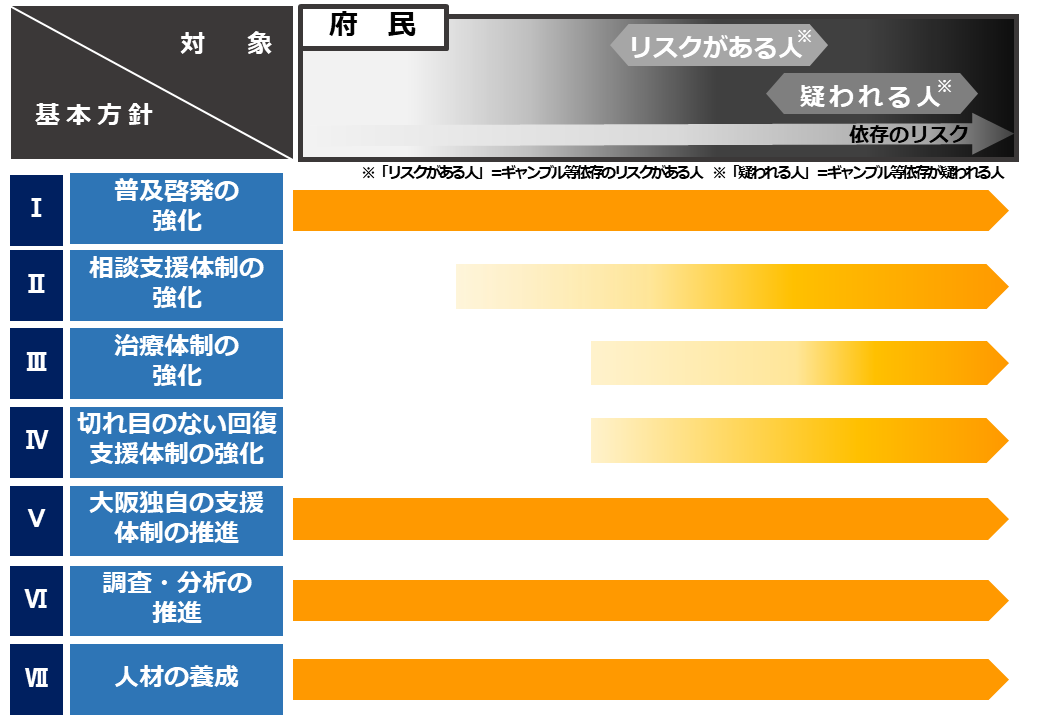 対　象
基本方針
府　民
リスクがある人※
疑われる人※
依存のリスク
※「リスクがある人」=ギャンブル等依存のリスクがある人　※「疑われる人」=ギャンブル等依存が疑われる人
Ⅰ
普及啓発の
強化
Ⅱ
相談支援体制の
強化
Ⅲ
治療体制の
強化
Ⅳ
切れ目のない回復
支援体制の強化
Ⅴ
大阪独自の支援
体制の推進
Ⅵ
調査・分析の
推進
Ⅶ
人材の養成